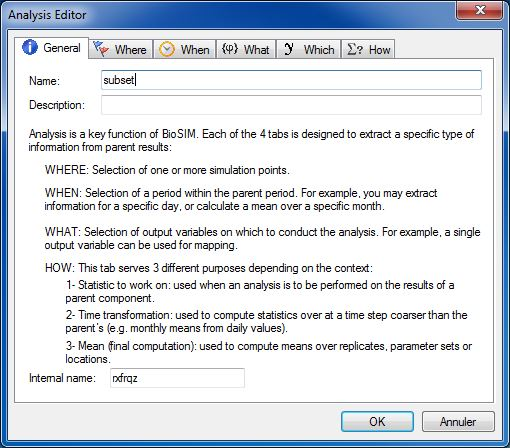 Analysis Editor
General Where When {φ} What y Which Σ? How
Name: subset
Description:
Analysis is a key function of BioSIM. Each of the 4 tabs is designed to extract a specific type of
information from parent results:
WHERE: Selection of one or more simulation points.
WHEN: Selection of a period within the parent period. For example, you may extract
information for a specific day, or calculate a mean over a specific month.
WHAT: Selection of output variables on which to conduct the analysis. For example, a single
output variable can be used for mapping.
HOW: This tab serves 3 different purposes depending on the context:
1- Statistic to work on: used when an analysis is to be performed on the results of a
parent component.
2- Time transformation: used to compute statistics over at a time step coarser than the
parent's (e.g. monthly means from daily values).
3- Mean (final computation): used to compute means over replicates, parameter sets or
locations.
Internal name: rxfrqz
OK Annuler